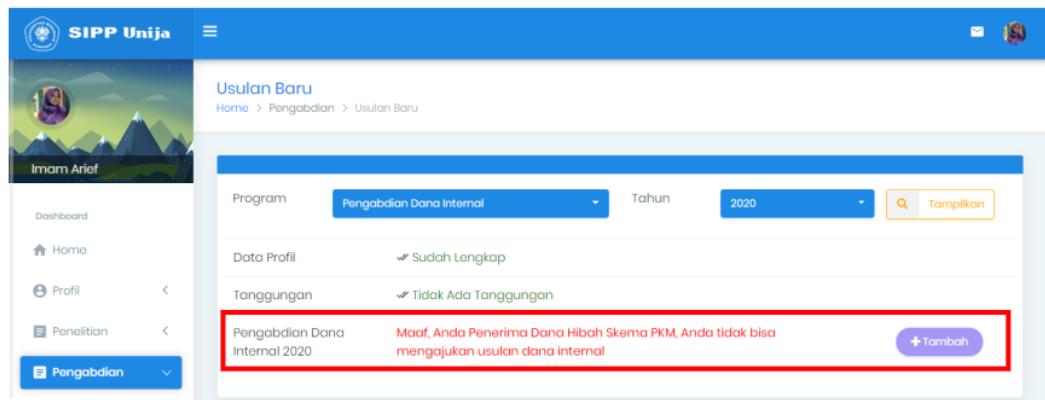 SIPP Unija
Imam Arief
Dashboard
Home
Profil
Penelitian
Pengabdian
Usulan Baru
Home > Pengabdian > Usulan Baru
Program
Pengabdian Dana Internal
Tahun
2020
Tampilkan
Data Profil
Sudah Lengkap
Tanggungan
Tidak Ada Tanggungan
Pengabdian Dana
Internal 2020
Maaf, Anda Penerima Dana Hibah Skema PKM, Anda tidak bisa
mengajukan usulan dana internal
+ Tambah